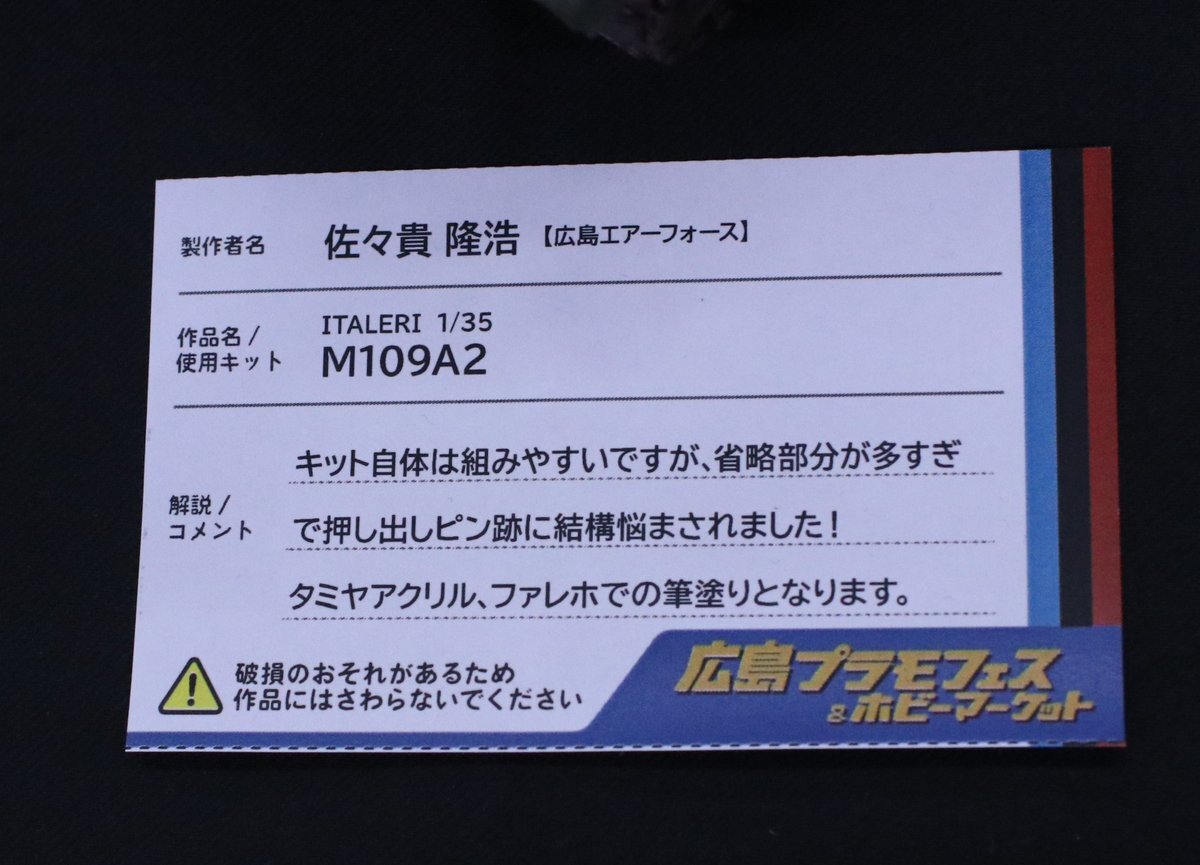 製作者名 佐々貴 隆浩 【広島エアーフォース】
作品名/
使用キット
ITALERI 1/35
M109A2
解説/
コメント
キット自体は組みやすいですが、省略部分が多すぎ
で押し出しピン跡に結構悩まされました!
タミヤアクリル、ファレホでの筆塗りとなります。
破損のおそれがあるため
作品にはさわらないでください
広島プラモフェス
&ホビーマーケット